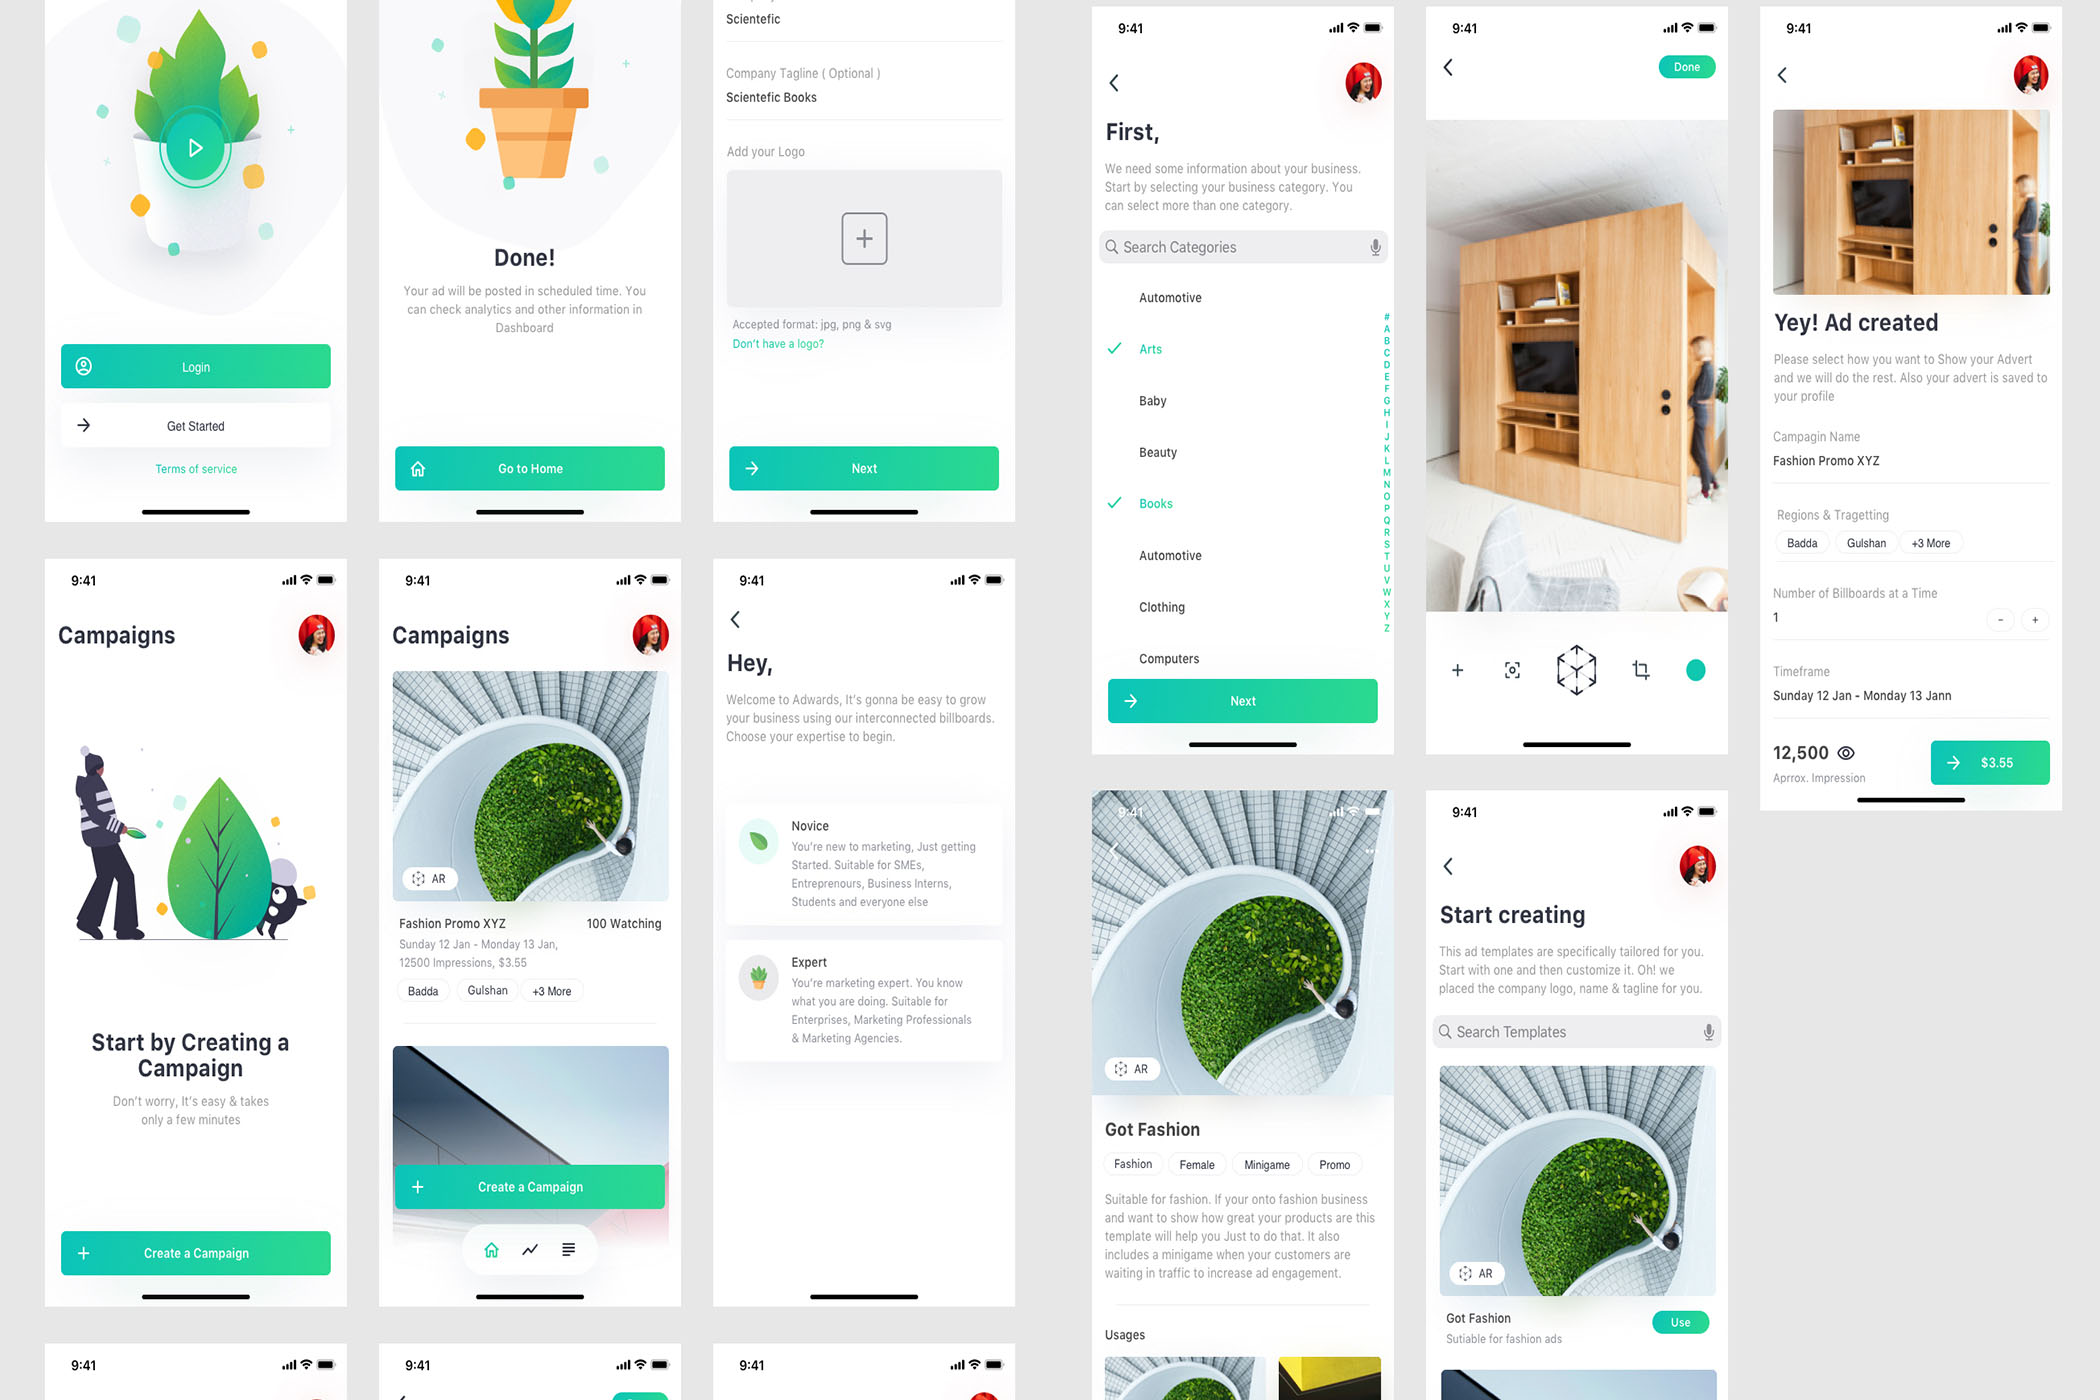 Login
Get Started
Terms of service
Done!
Your ad will be posted in scheduled time. You
can check analytics and other information in
Dashboard
Go to Home
Scientefic
Company Tagline ( Optional )
Scientefic Books
Add your Logo
Accepted format: jpg, png & svg
Don't have a logo?
Next
9:41
First,
We need some information about your business.
Start by selecting your business category. You
can select more than one category.
Search Categories
Automotive
Arts
Baby
Beauty
Books
Automotive
Clothing
Computers
#
A
B
C
D
E
F
G
H
I
J
K
L
M
N
O
P
Q
R
S
T
U
V
W
X
Y
Z
Next
9:41
Done
9:41
Yey! Ad created
Please select how you want to Show your Advert
and we will do the rest. Also your advert is saved to
your profile
Campagin Name
Fashion Promo XYZ
Regions & Tragetting
Badda
Gulshan
+3 More
Number of Billboards at a Time
1
Timeframe
Sunday 12 Jan - Monday 13 Jann
12,500
Aprrox. Impression
$3.55
9:41
Campaigns
Start by Creating a
Campaign
Don't worry, It's easy & takes
only a few minutes
Create a Campaign
9:41
Campaigns
AR
Fashion Promo XYZ
100 Watching
Sunday 12 Jan - Monday 13 Jan,
12500 Impressions, $3.55
Badda
Gulshan
+3 More
Create a Campaign
9:41
Hey,
Welcome to Adwards, It's gonna be easy to grow
your business using our interconnected billboards.
Choose your expertise to begin.
Novice
You're new to marketing, Just getting
Started. Suitable for SMEs,
Entreprenours, Business Interns,
Students and everyone else
Expert
You're marketing expert. You know
what you are doing. Suitable for
Enterprises, Marketing Professionals
& Marketing Agencies.
9:41
AR
Got Fashion
Fashion
Female
Minigame
Promo
Suitable for fashion. If your onto fashion business
and want to show how great your products are this
template will help you Just to do that. It also
includes a minigame when your customers are
waiting in traffic to increase ad engagement.
Usages
9:41
Start creating
This ad templates are specifically tailored for you.
Start with one and then customize it. Oh! we
placed the company logo, name & tagline for you.
Search Templates
AR
Got Fashion
Sutiable for fashion ads
Use
9:41
9:41
9:41